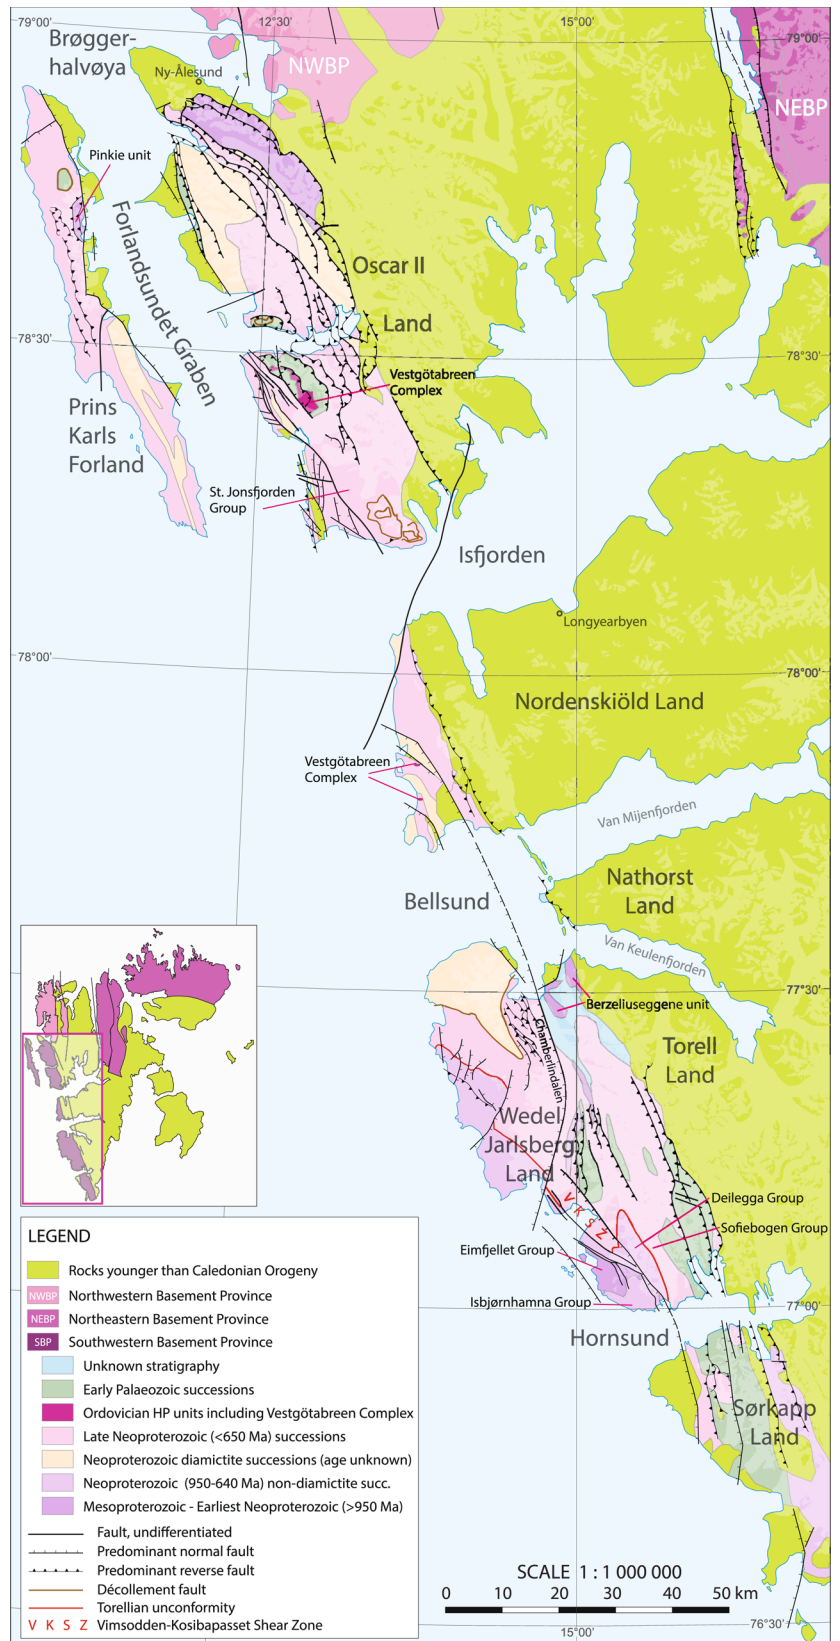 79°00'
12°30'
15°00'
79°00'
Brøgger-
halvøya
Ny-Ålesund
NWBP
NEBP
Pinkie unit
Forlandsundet Graben
Oscar II
Land
78°30'
78°30'
Vestgötabreen
Complex
Prins
Karls
Forland
St. Jonsfjorden
Group
Isfjorden
Longyearbyen
78°00'
78°00'
Nordenskiöld Land
Vestgötabreen
Complex
Van Mijenfjorden
Nathorst
Land
Bellsund
Van Keulenfjorden
77°30'
Berzeliuseggene unit
Chamberlindalen
Torell
Land
Wedel
Jarlsberg
Land
V K S Z
Deilegga Group
Sofiebogen Group
Eimfjellet Group
Isbjørnhamna Group
77°00'
Hornsund
Sørkapp
Land
LEGEND
Rocks younger than Caledonian Orogeny
NWBP Northwestern Basement Province
NEBP Northeastern Basement Province
SBP Southwestern Basement Province
Unknown stratigraphy
Early Palaeozoic successions
Ordovician HP units including Vestgötabreen Complex
Late Neoproterozoic (<650 Ma) successions
Neoproterozoic diamictite successions (age unknown)
Neoproterozoic (950-640 Ma) non-diamictite succ.
Mesoproterozoic - Earliest Neoproterozoic (>950 Ma)
Fault, undifferentiated
Predominant normal fault
Predominant reverse fault
Décollement fault
Torellian unconformity
V K S Z Vimsodden-Kosibapasset Shear Zone
SCALE 1 : 1 000 000
0 10 20 30 40 50 km
76°30'
15°00'